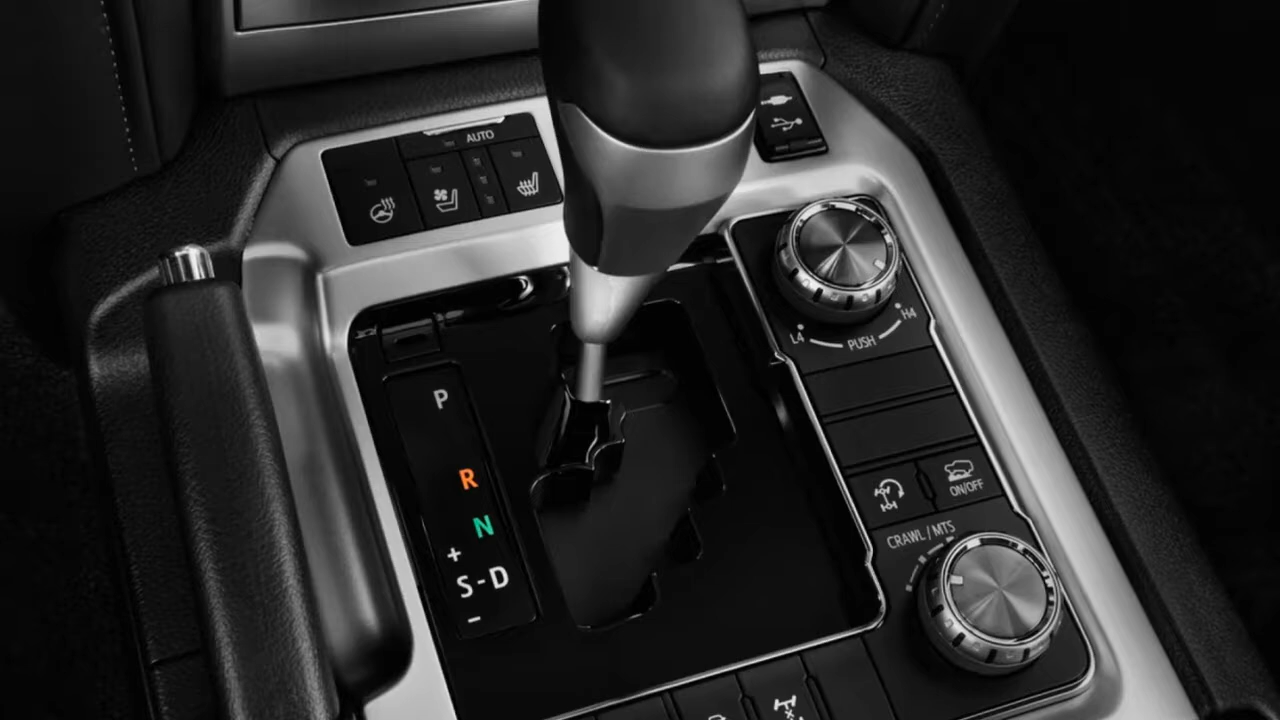 AUTO
L4 PUSH H4
P
R
N
+
S-D
-
ON/OFF
CRAWL/MTS